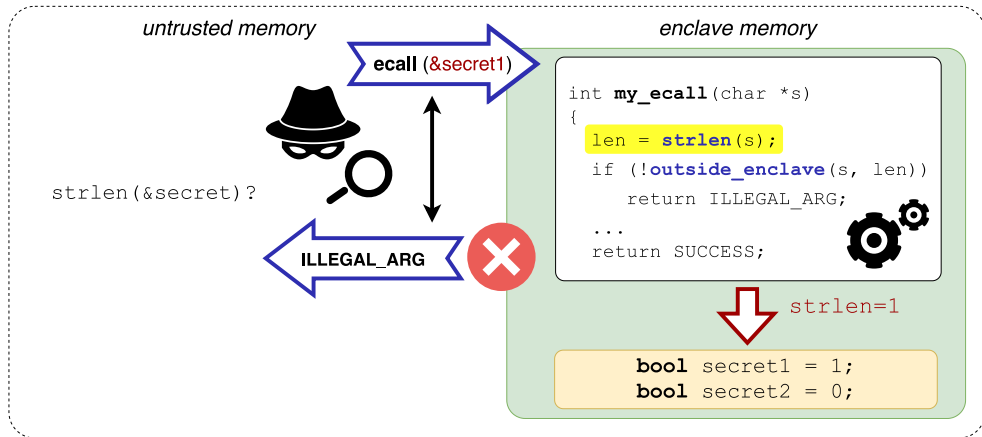 untrusted memory
enclave memory
ecall (&secret1)
int my_ecall(char *s)
{
len = strlen(s);
if (!outside_enclave(s, len))
return ILLEGAL_ARG;
...
return SUCCESS;
strlen(&secret)?
ILLEGAL_ARG
strlen=1
bool secret1 = 1;
bool secret2 = 0;